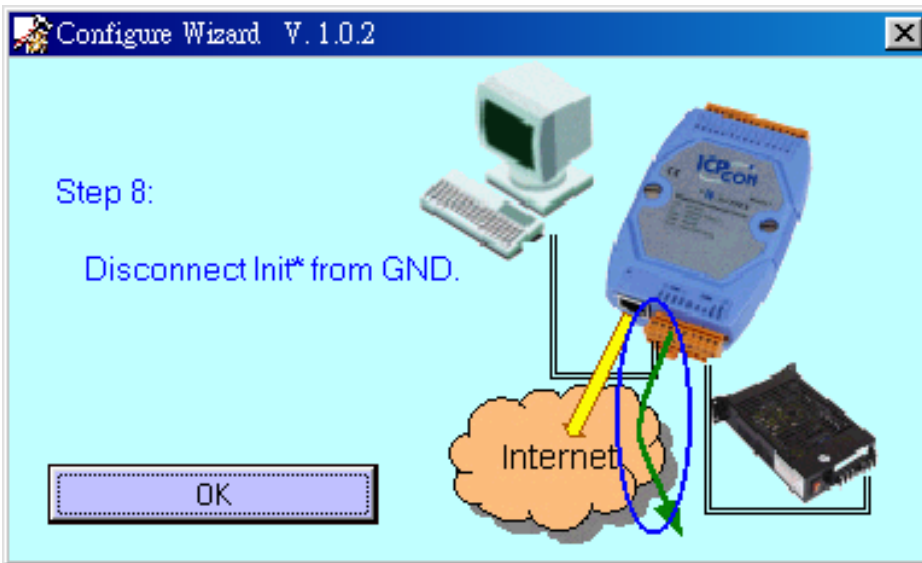 Configure Wizard V. 1.0.2
Step 8:
Disconnect Init* from GND.
ICP
CON
Internet
OK